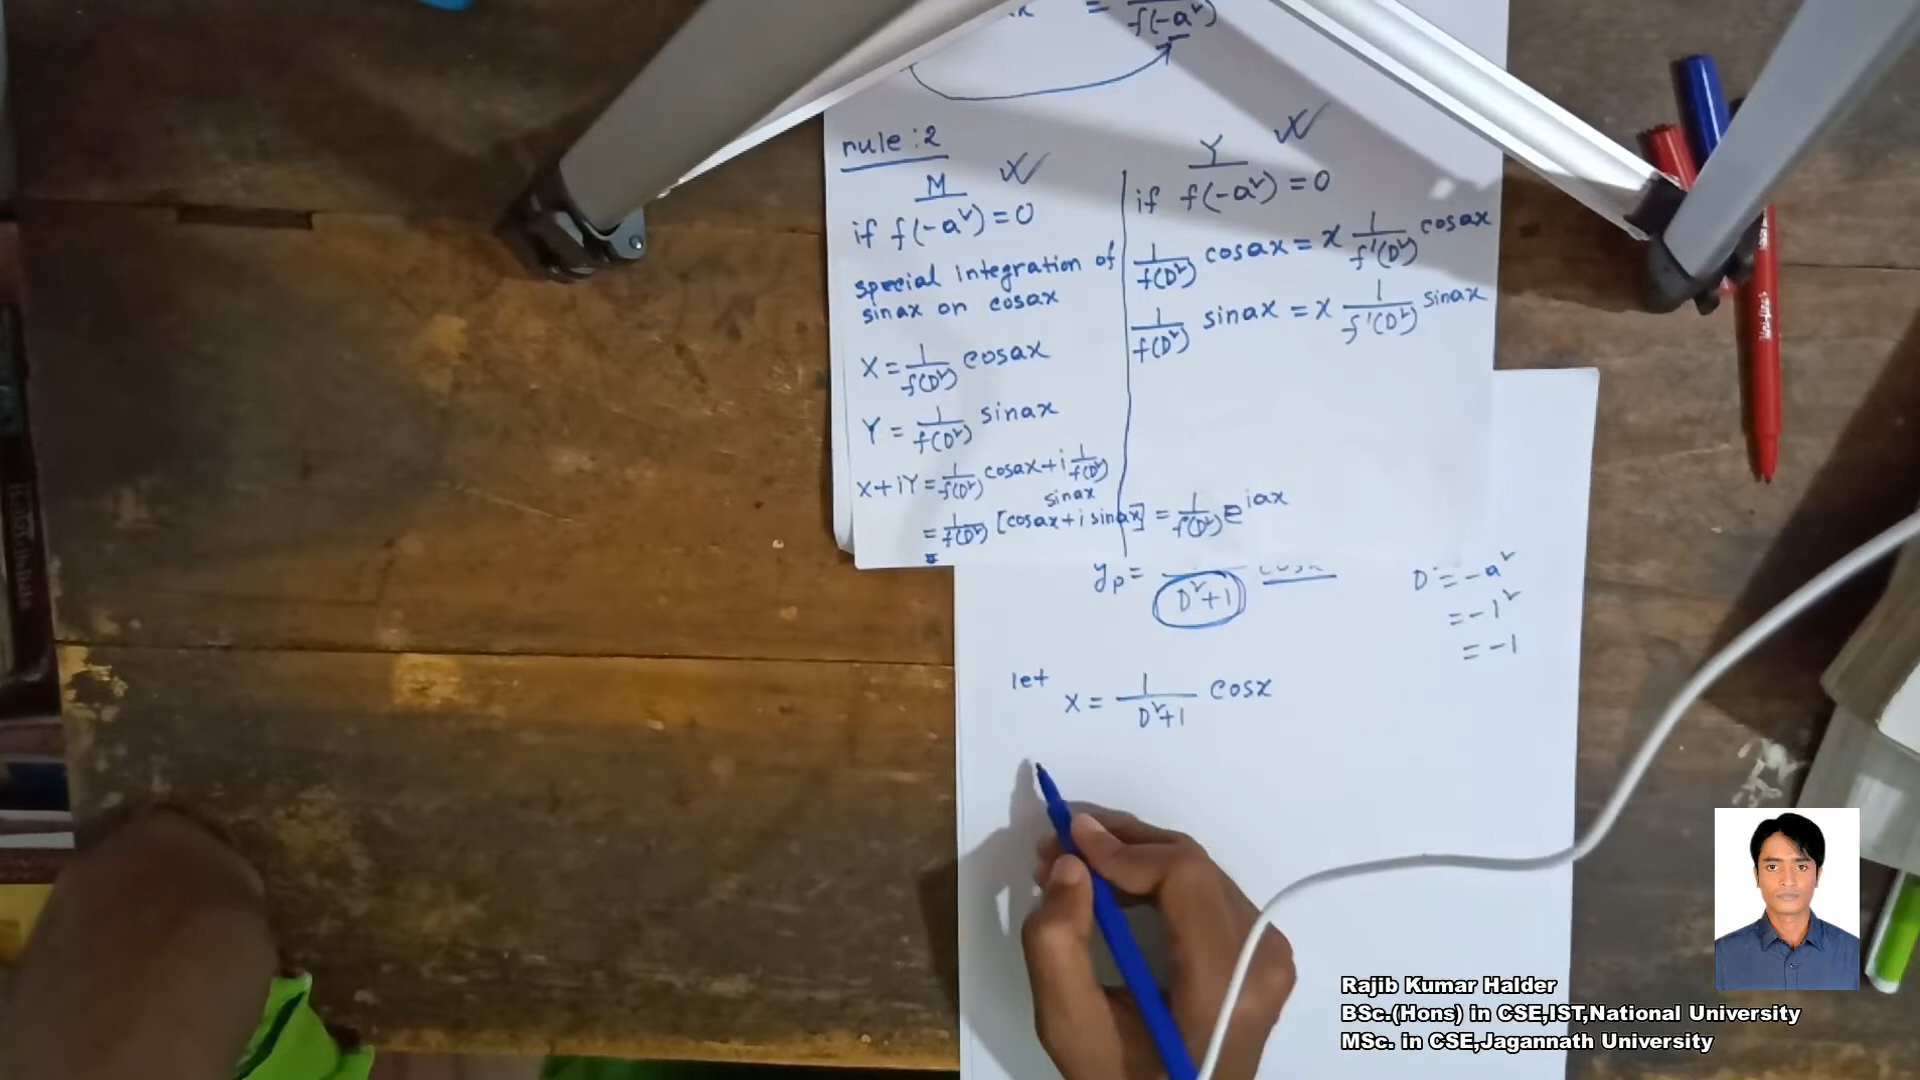 = f(-a²)
rule:2
M
if f(-a²)=0
special integration of
sinax or cosax
X = 1/f(D²) cosax
Y = 1/f(D²) sinax
X+iY = 1/f(D²) cosax + i 1/f(D²)
sinax
= 1/f(D²) [cosax+i sinax] = 1/f(D²) e^iax
Y
if f(-a²) = 0
1/f(D²) cosax = x 1/f'(D²) cosax
1/f(D²) sinax = x 1/f'(D²) sinax
yp = D²+1
D² = -a²
= -1²
= -1
let
X = 1/D²+1 cosx
Rajib Kumar Halder
BSc.(Hons) in CSE,IST,National University
MSc. in CSE,Jagannath University